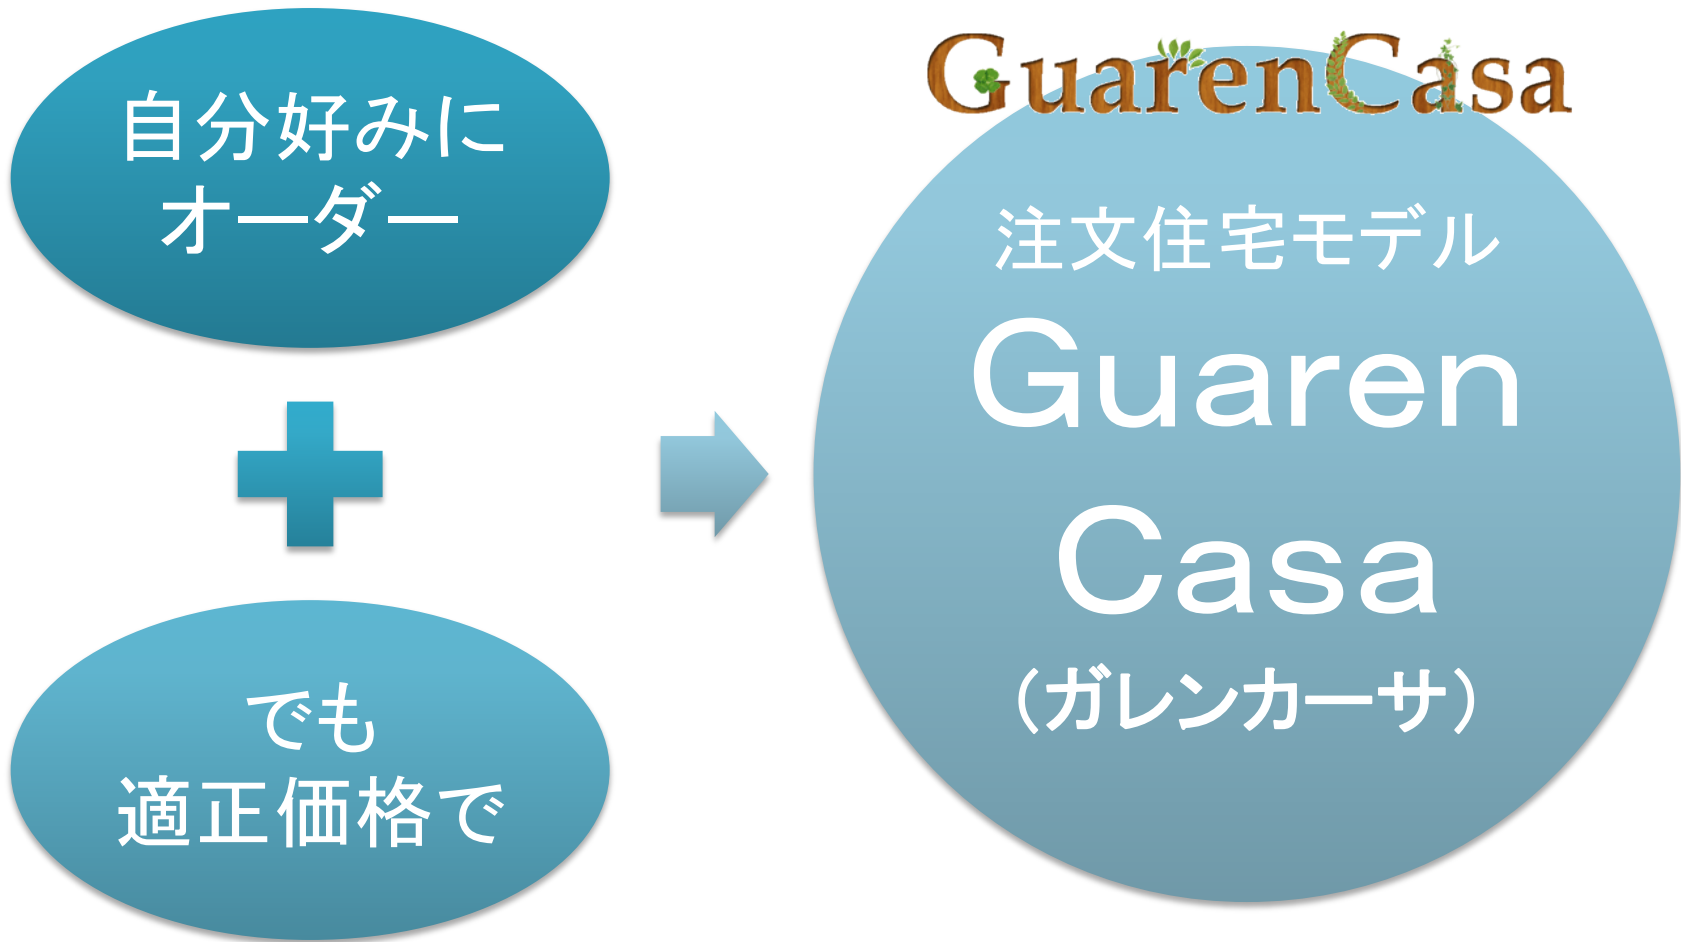 自分好みに
オーダー
でも
適正価格で
GuarenCasa
注文住宅モデル
Guaren
Casa
（ガレンカーサ）